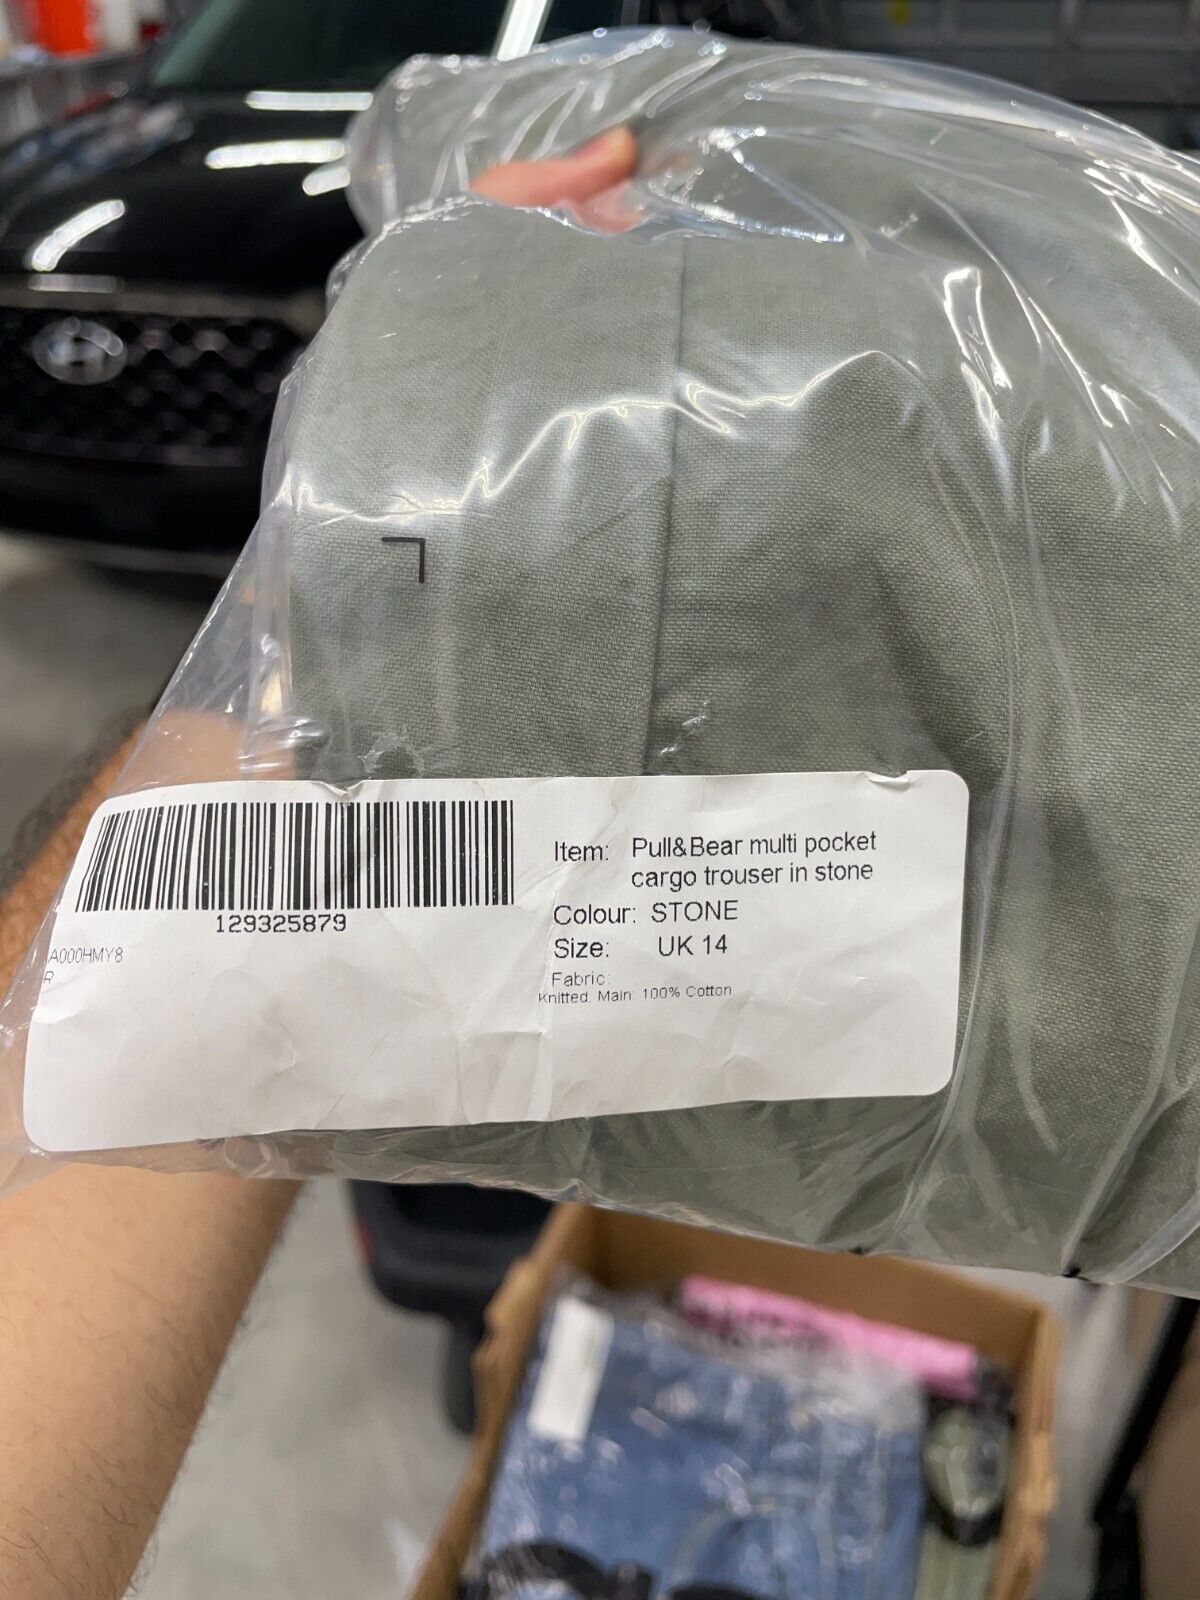 129325879
A000HMY8
R
Item: Pull&Bear multi pocket
cargo trouser in stone
Colour: STONE
Size: UK 14
Fabric:
Knitted: Main: 100% Cotton